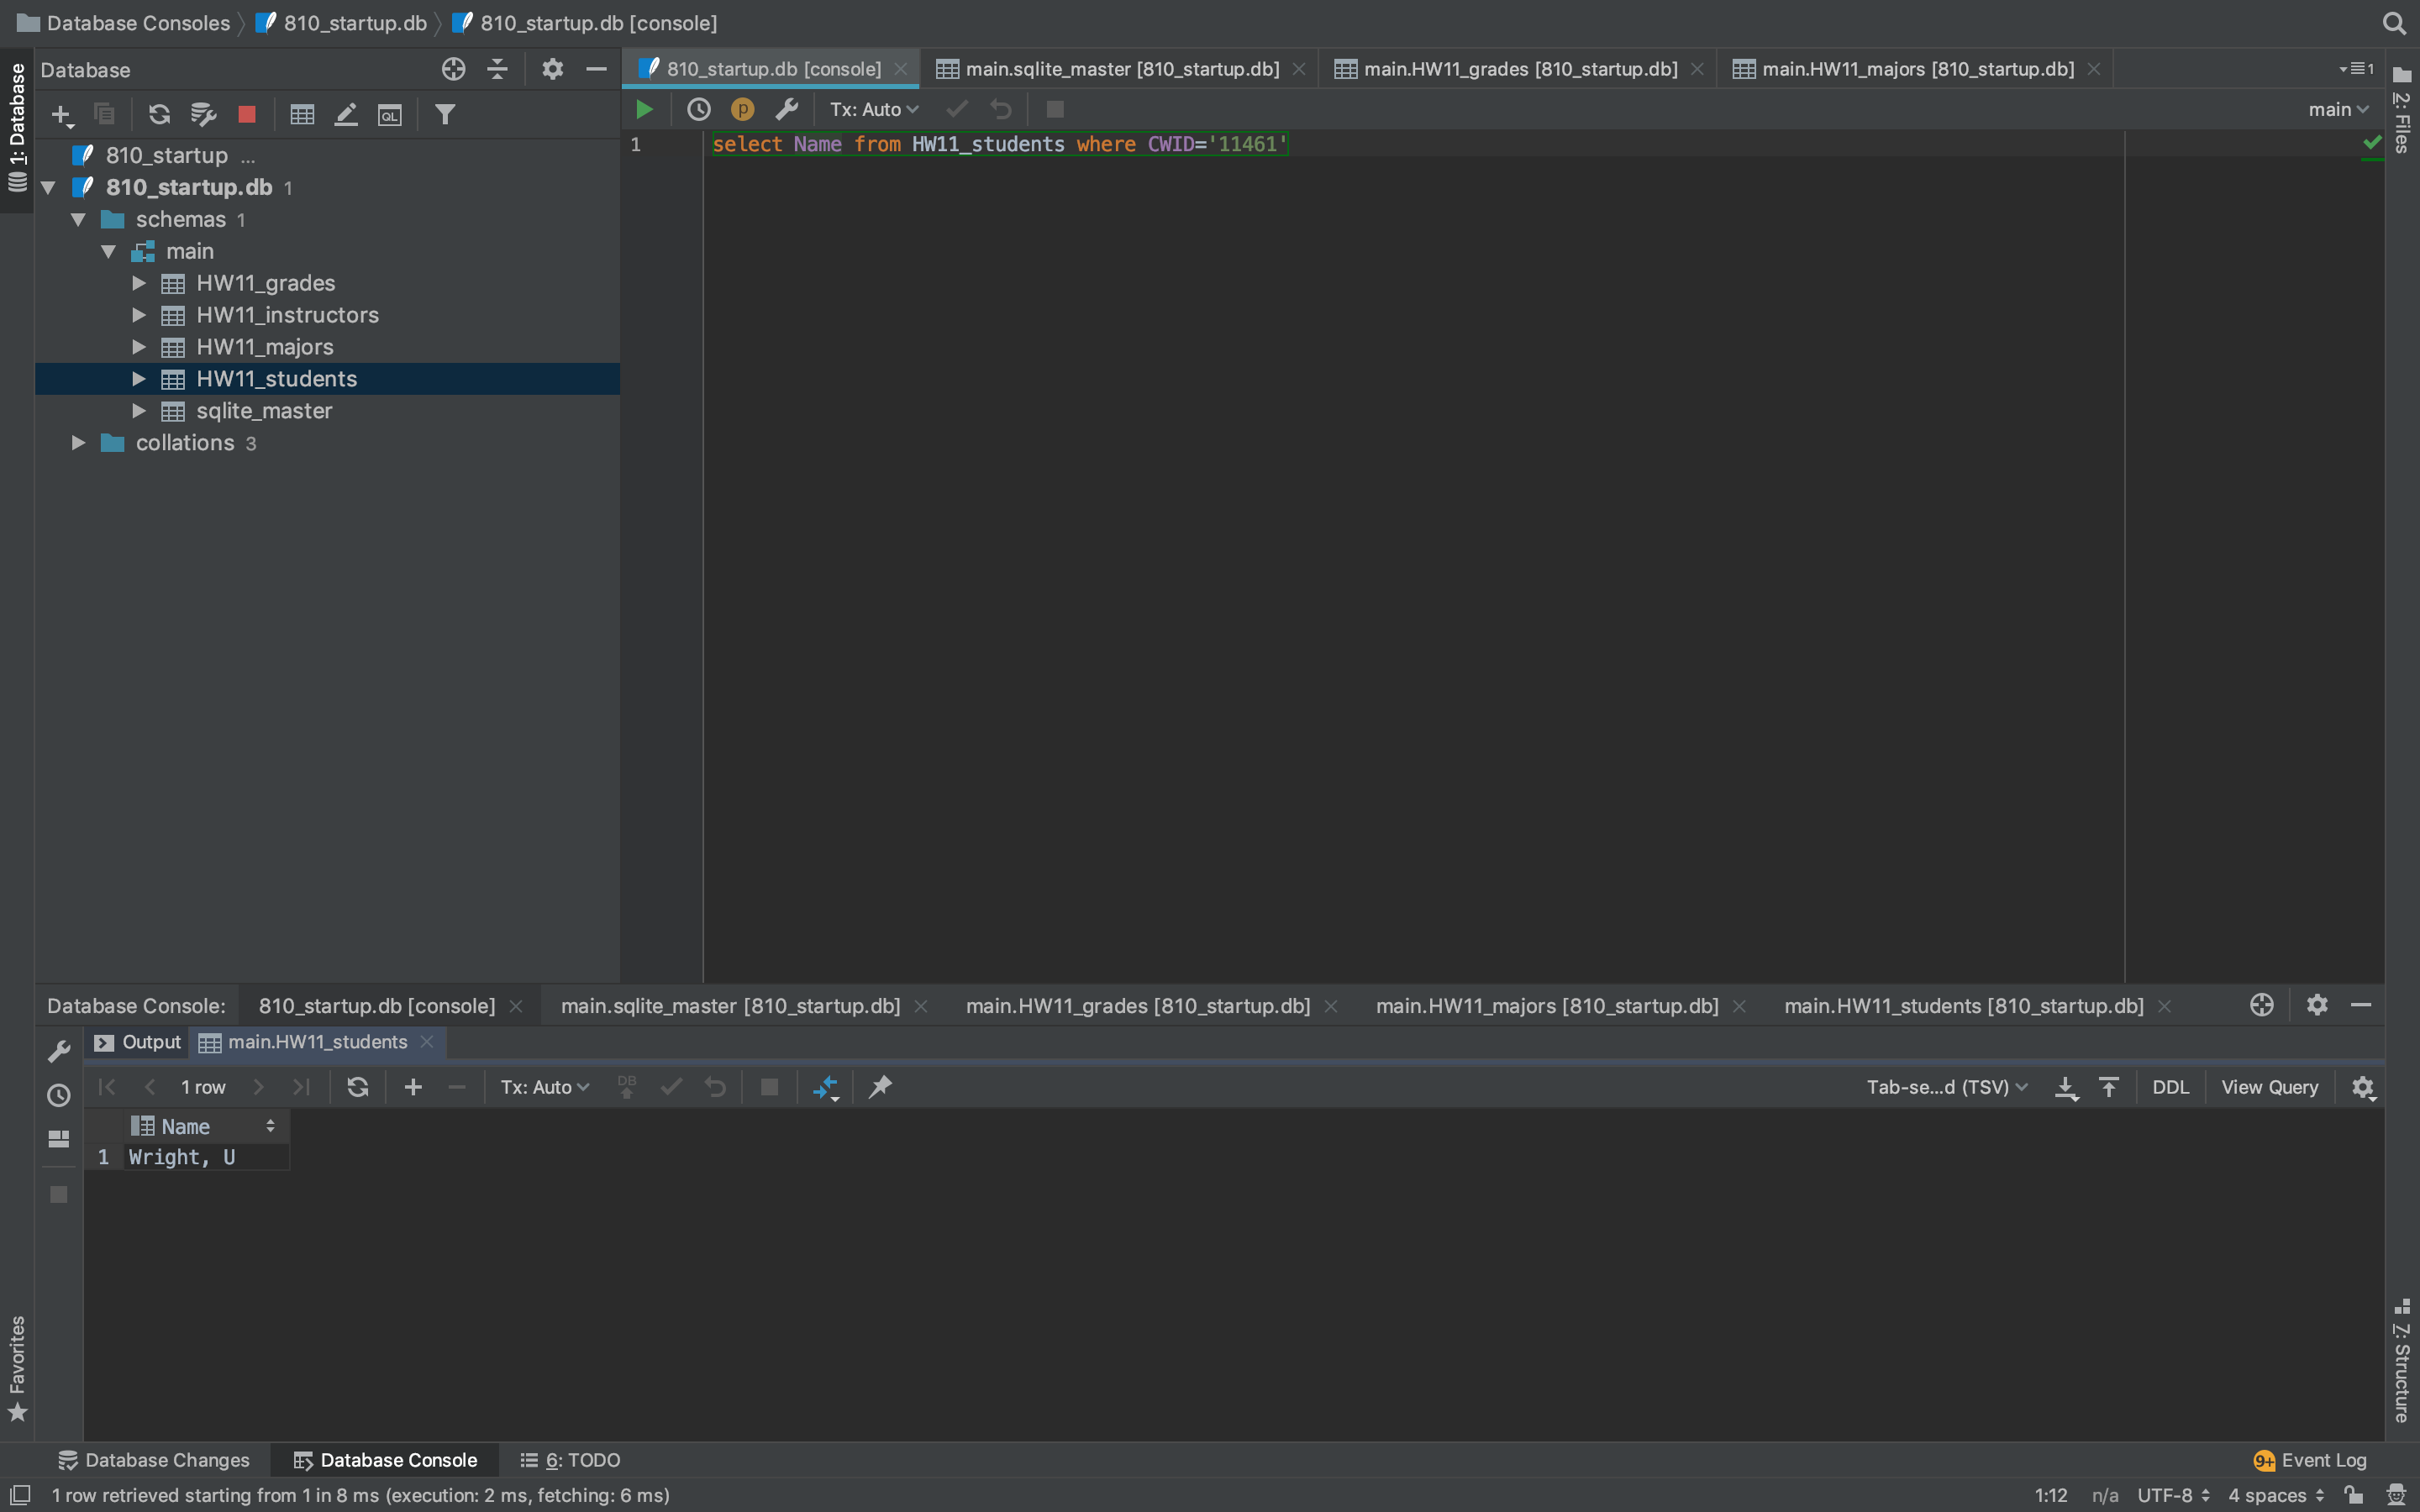 Database Consoles 810_startup.db 810_startup.db [console]
1: Database
Database
810_startup.db [console] main.sqlite_master [810_startup.db] main.HW11_grades [810_startup.db] main.HW11_majors [810_startup.db] 1
2: Files
QL
p Tx: Auto main
810_startup ...
810_startup.db 1
schemas 1
main
HW11_grades
HW11_instructors
HW11_majors
HW11_students
sqlite_master
collations 3
1 select Name from HW11_students where CWID='11461'
Database Console: 810_startup.db [console] main.sqlite_master [810_startup.db] main.HW11_grades [810_startup.db] main.HW11_majors [810_startup.db] main.HW11_students [810_startup.db]
Output main.HW11_students
1 row Tx: Auto DB Tab-se...d (TSV) DDL View Query
Name
1 Wright, U
Favorites
7: Structure
Database Changes Database Console 6: TODO 9+ Event Log
1 row retrieved starting from 1 in 8 ms (execution: 2 ms, fetching: 6 ms) 1:12 n/a UTF-8 4 spaces